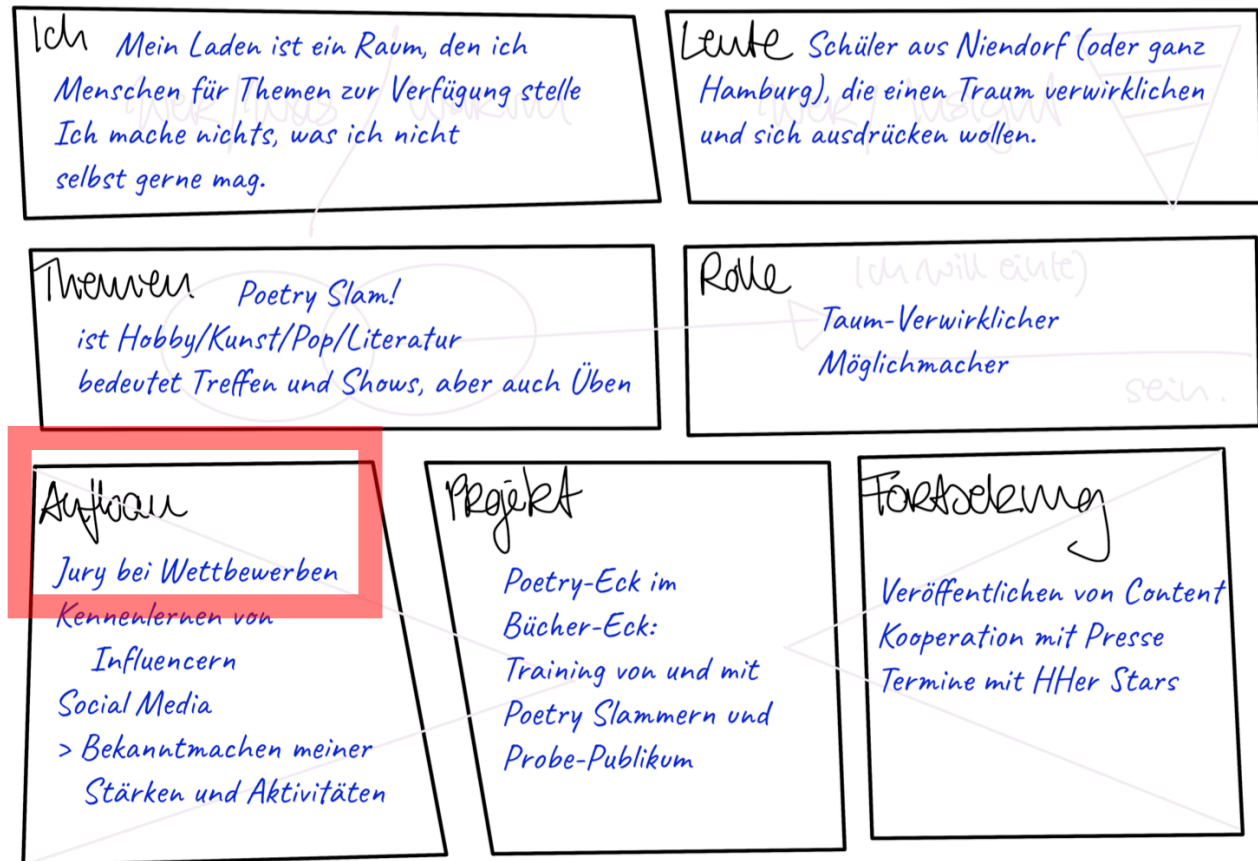 Ich Mein Laden ist ein Raum, den ich
Menschen für Themen zur Verfügung stelle
Ich mache nichts, was ich nicht
selbst gerne mag.
Leute Schüler aus Niendorf (oder ganz
Hamburg), die einen Traum verwirklichen
und sich ausdrücken wollen.
Themen Poetry Slam!
ist Hobby/Kunst/Pop/Literatur
bedeutet Treffen und Shows, aber auch Üben
Rolle (Ich will ein(e)
Taum-Verwirklicher
Möglichmacher
sein.
Aufbau
Jury bei Wettbewerben
Kennenlernen von
Influencern
Social Media
> Bekanntmachen meiner
Stärken und Aktivitäten
Projekt
Poetry-Eck im
Bücher-Eck:
Training von und mit
Poetry Slammern und
Probe-Publikum
Fortsetzung
Veröffentlichen von Content
Kooperation mit Presse
Termine mit HHer Stars